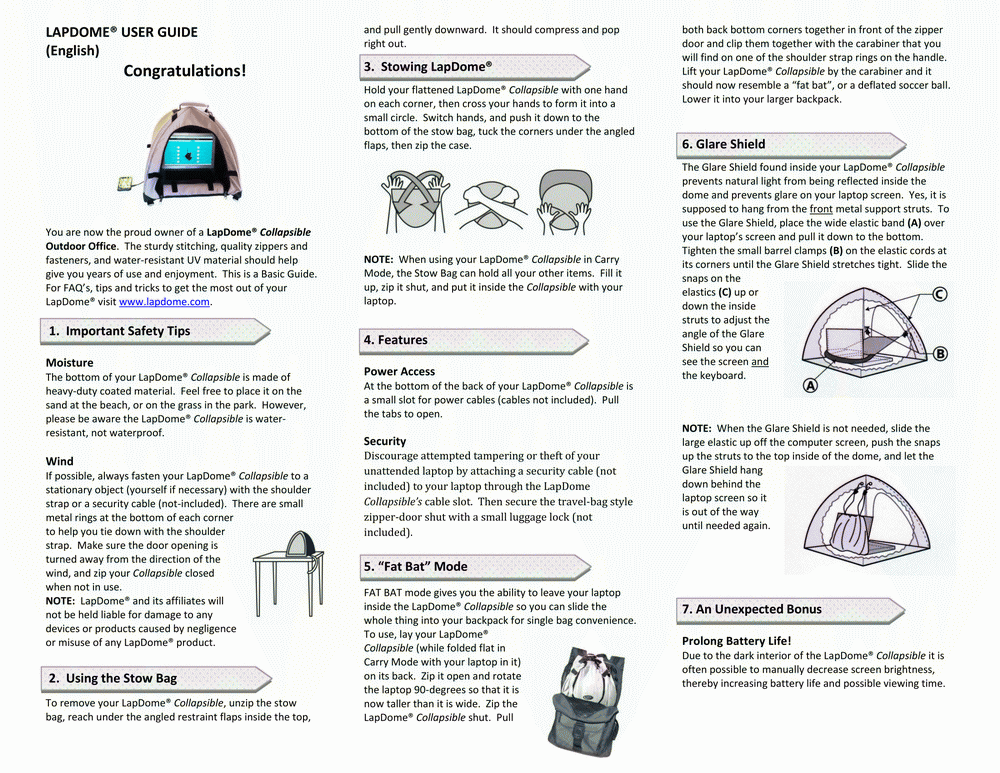 LAPDOME® USER GUIDE
(English)
Congratulations!
You are now the proud owner of a LapDome® Collapsible
Outdoor Office. The sturdy stitching, quality zippers and
fasteners, and water-resistant UV material should help
give you years of use and enjoyment. This is a Basic Guide.
For FAQ's, tips and tricks to get the most out of your
LapDome® visit www.lapdome.com.
1. Important Safety Tips
Moisture
The bottom of your LapDome® Collapsible is made of
heavy-duty coated material. Feel free to place it on the
sand at the beach, or on the grass in the park. However,
please be aware the LapDome® Collapsible is water-
resistant, not waterproof.
Wind
If possible, always fasten your LapDome® Collapsible to a
stationary object (yourself if necessary) with the shoulder
strap or a security cable (not-included). There are small
metal rings at the bottom of each corner
to help you tie down with the shoulder
strap. Make sure the door opening is
turned away from the direction of the
wind, and zip your Collapsible closed
when not in use.
NOTE: LapDome® and its affiliates will
not be held liable for damage to any
devices or products caused by negligence
or misuse of any LapDome® product.
2. Using the Stow Bag
To remove your LapDome® Collapsible, unzip the stow
bag, reach under the angled restraint flaps inside the top,
and pull gently downward. It should compress and pop
right out.
3. Stowing LapDome®
Hold your flattened LapDome® Collapsible with one hand
on each corner, then cross your hands to form it into a
small circle. Switch hands, and push it down to the
bottom of the stow bag, tuck the corners under the angled
flaps, then zip the case.
NOTE: When using your LapDome® Collapsible in Carry
Mode, the Stow Bag can hold all your other items. Fill it
up, zip it shut, and put it inside the Collapsible with your
laptop.
4. Features
Power Access
At the bottom of the back of your LapDome® Collapsible is
a small slot for power cables (cables not included). Pull
the tabs to open.
Security
Discourage attempted tampering or theft of your
unattended laptop by attaching a security cable (not
included) to your laptop through the LapDome
Collapsible's cable slot. Then secure the travel-bag style
zipper-door shut with a small luggage lock (not
included).
5. "Fat Bat" Mode
FAT BAT mode gives you the ability to leave your laptop
inside the LapDome® Collapsible so you can slide the
whole thing into your backpack for single bag convenience.
To use, lay your LapDome®
Collapsible (while folded flat in
Carry Mode with your laptop in it)
on its back. Zip it open and rotate
the laptop 90-degrees so that it is
now taller than it is wide. Zip the
LapDome® Collapsible shut. Pull
both back bottom corners together in front of the zipper
door and clip them together with the carabiner that you
will find on one of the shoulder strap rings on the handle.
Lift your LapDome® Collapsible by the carabiner and it
should now resemble a "fat bat", or a deflated soccer ball.
Lower it into your larger backpack.
6. Glare Shield
The Glare Shield found inside your LapDome® Collapsible
prevents natural light from being reflected inside the
dome and prevents glare on your laptop screen. Yes, it is
supposed to hang from the front metal support struts. To
use the Glare Shield, place the wide elastic band (A) over
your laptop's screen and pull it down to the bottom.
Tighten the small barrel clamps (B) on the elastic cords at
its corners until the Glare Shield stretches tight. Slide the
snaps on the
elastics (C) up or
down the inside
struts to adjust the
angle of the Glare
Shield so you can
see the screen and
the keyboard.
C
B
A
NOTE: When the Glare Shield is not needed, slide the
large elastic up off the computer screen, push the snaps
up the struts to the top inside of the dome, and let the
Glare Shield hang
down behind the
laptop screen so it
is out of the way
until needed again.
7. An Unexpected Bonus
Prolong Battery Life!
Due to the dark interior of the LapDome® Collapsible it is
often possible to manually decrease screen brightness,
thereby increasing battery life and possible viewing time.